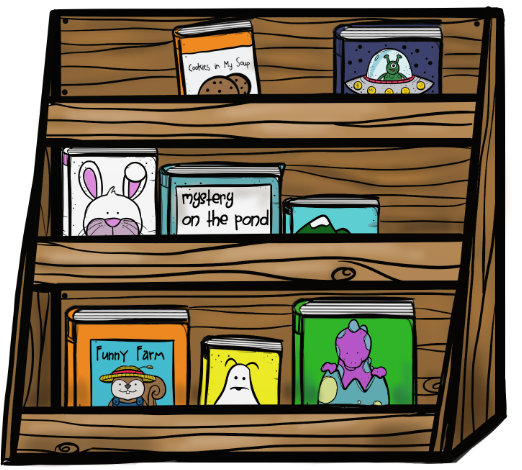 Cookies in My Soup
mystery
on the pond
Funny Farm